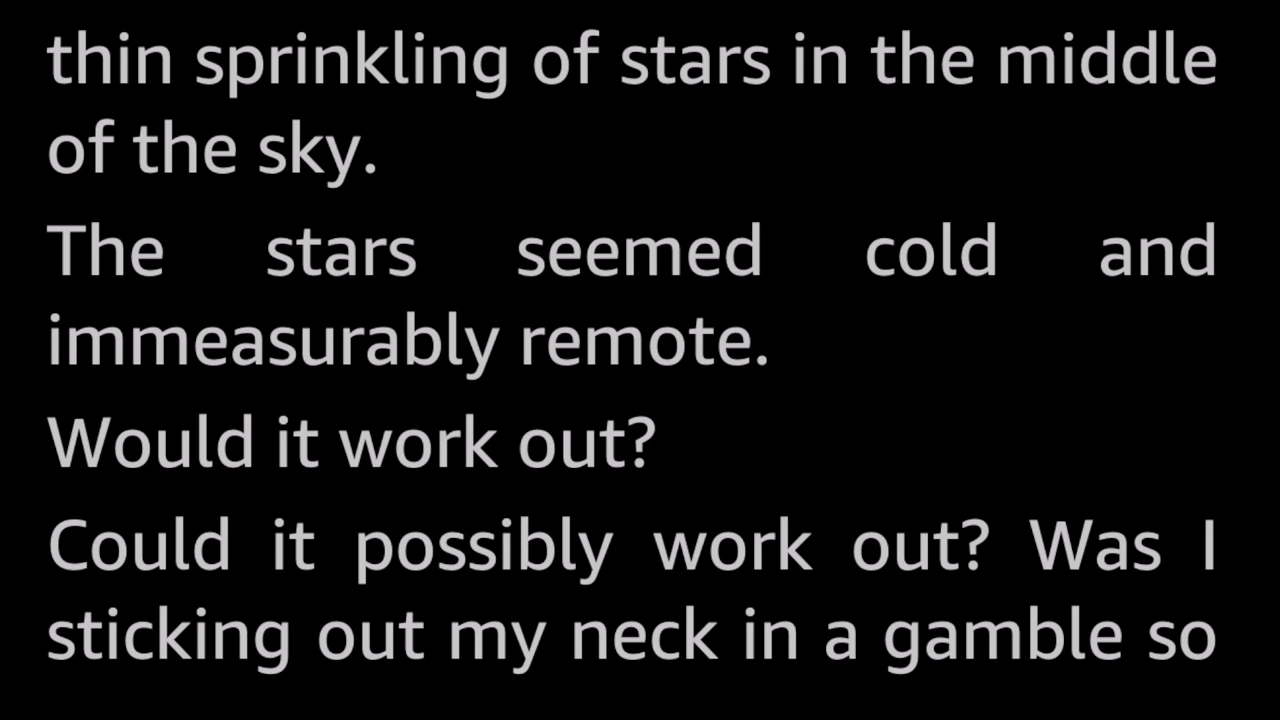 thin sprinkling of stars in the middle
of the sky.
The stars seemed cold and
immeasurably remote.
Would it work out?
Could it possibly work out? Was I
sticking out my neck in a gamble so